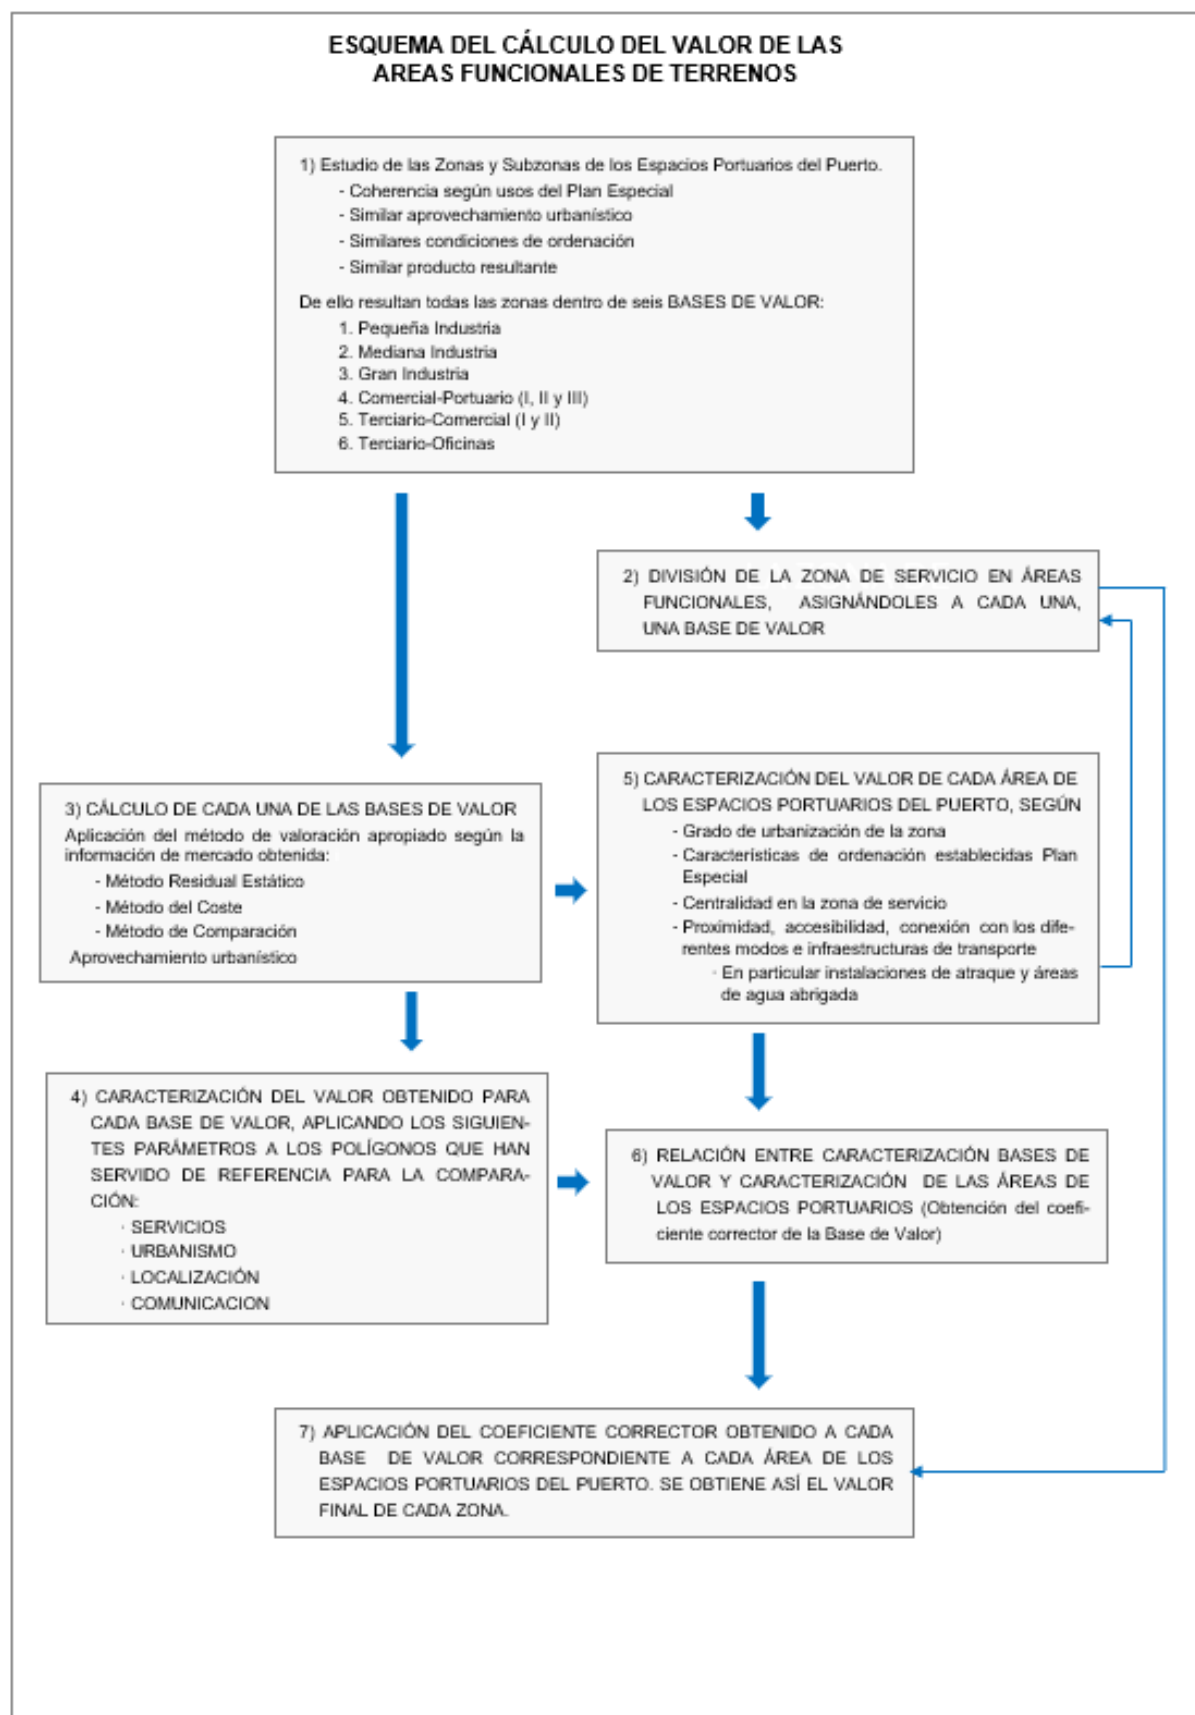 ESQUEMA DEL CÁLCULO DEL VALOR DE LAS
AREAS FUNCIONALES DE TERRENOS
1) Estudio de las Zonas y Subzonas de los Espacios Portuarios del Puerto.
- Coherencia según usos del Plan Especial
- Similar aprovechamiento urbanístico
- Similares condiciones de ordenación
- Similar producto resultante
De ello resultan todas las zonas dentro de seis BASES DE VALOR:
1. Pequeña Industria
2. Mediana Industria
3. Gran Industria
4. Comercial-Portuario (I, II y III)
5. Terciario-Comercial (I y II)
6. Terciario-Oficinas
2) DIVISIÓN DE LA ZONA DE SERVICIO EN ÁREAS
FUNCIONALES, ASIGNÁNDOLES A CADA UNA,
UNA BASE DE VALOR
3) CÁLCULO DE CADA UNA DE LAS BASES DE VALOR
Aplicación del método de valoración apropiado según la
información de mercado obtenida:
- Método Residual Estático
- Método del Coste
- Método de Comparación
Aprovechamiento urbanístico
5) CARACTERIZACIÓN DEL VALOR DE CADA ÁREA DE
LOS ESPACIOS PORTUARIOS DEL PUERTO, SEGÚN
- Grado de urbanización de la zona
- Características de ordenación establecidas Plan
Especial
- Centralidad en la zona de servicio
- Proximidad, accesibilidad, conexión con los dife-
rentes modos e infraestructuras de transporte
· En particular instalaciones de atraque y áreas
de agua abrigada
4) CARACTERIZACIÓN DEL VALOR OBTENIDO PARA
CADA BASE DE VALOR, APLICANDO LOS SIGUIEN-
TES PARÁMETROS A LOS POLÍGONOS QUE HAN
SERVIDO DE REFERENCIA PARA LA COMPARA-
CIÓN:
· SERVICIOS
· URBANISMO
· LOCALIZACIÓN
· COMUNICACION
6) RELACIÓN ENTRE CARACTERIZACIÓN BASES DE
VALOR Y CARACTERIZACIÓN DE LAS ÁREAS DE
LOS ESPACIOS PORTUARIOS (Obtención del coefi-
ciente corrector de la Base de Valor)
7) APLICACIÓN DEL COEFICIENTE CORRECTOR OBTENIDO A CADA
BASE DE VALOR CORRESPONDIENTE A CADA ÁREA DE LOS
ESPACIOS PORTUARIOS DEL PUERTO. SE OBTIENE ASÍ EL VALOR
FINAL DE CADA ZONA.